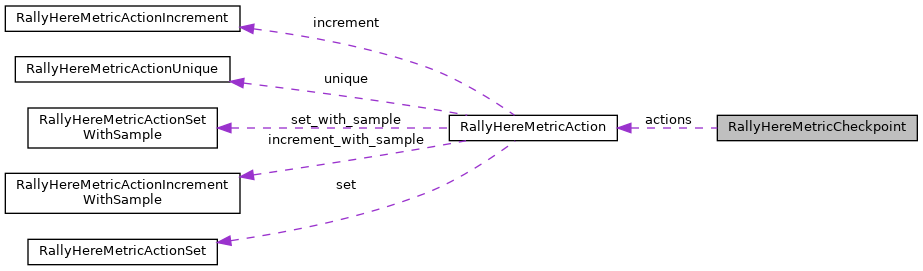 RallyHereMetricActionIncrement
increment
RallyHereMetricActionUnique
unique
RallyHereMetricActionSet
WithSample
set_with_sample
RallyHereMetricAction
actions
RallyHereMetricCheckpoint
increment_with_sample
RallyHereMetricActionIncrement
WithSample
set
RallyHereMetricActionSet